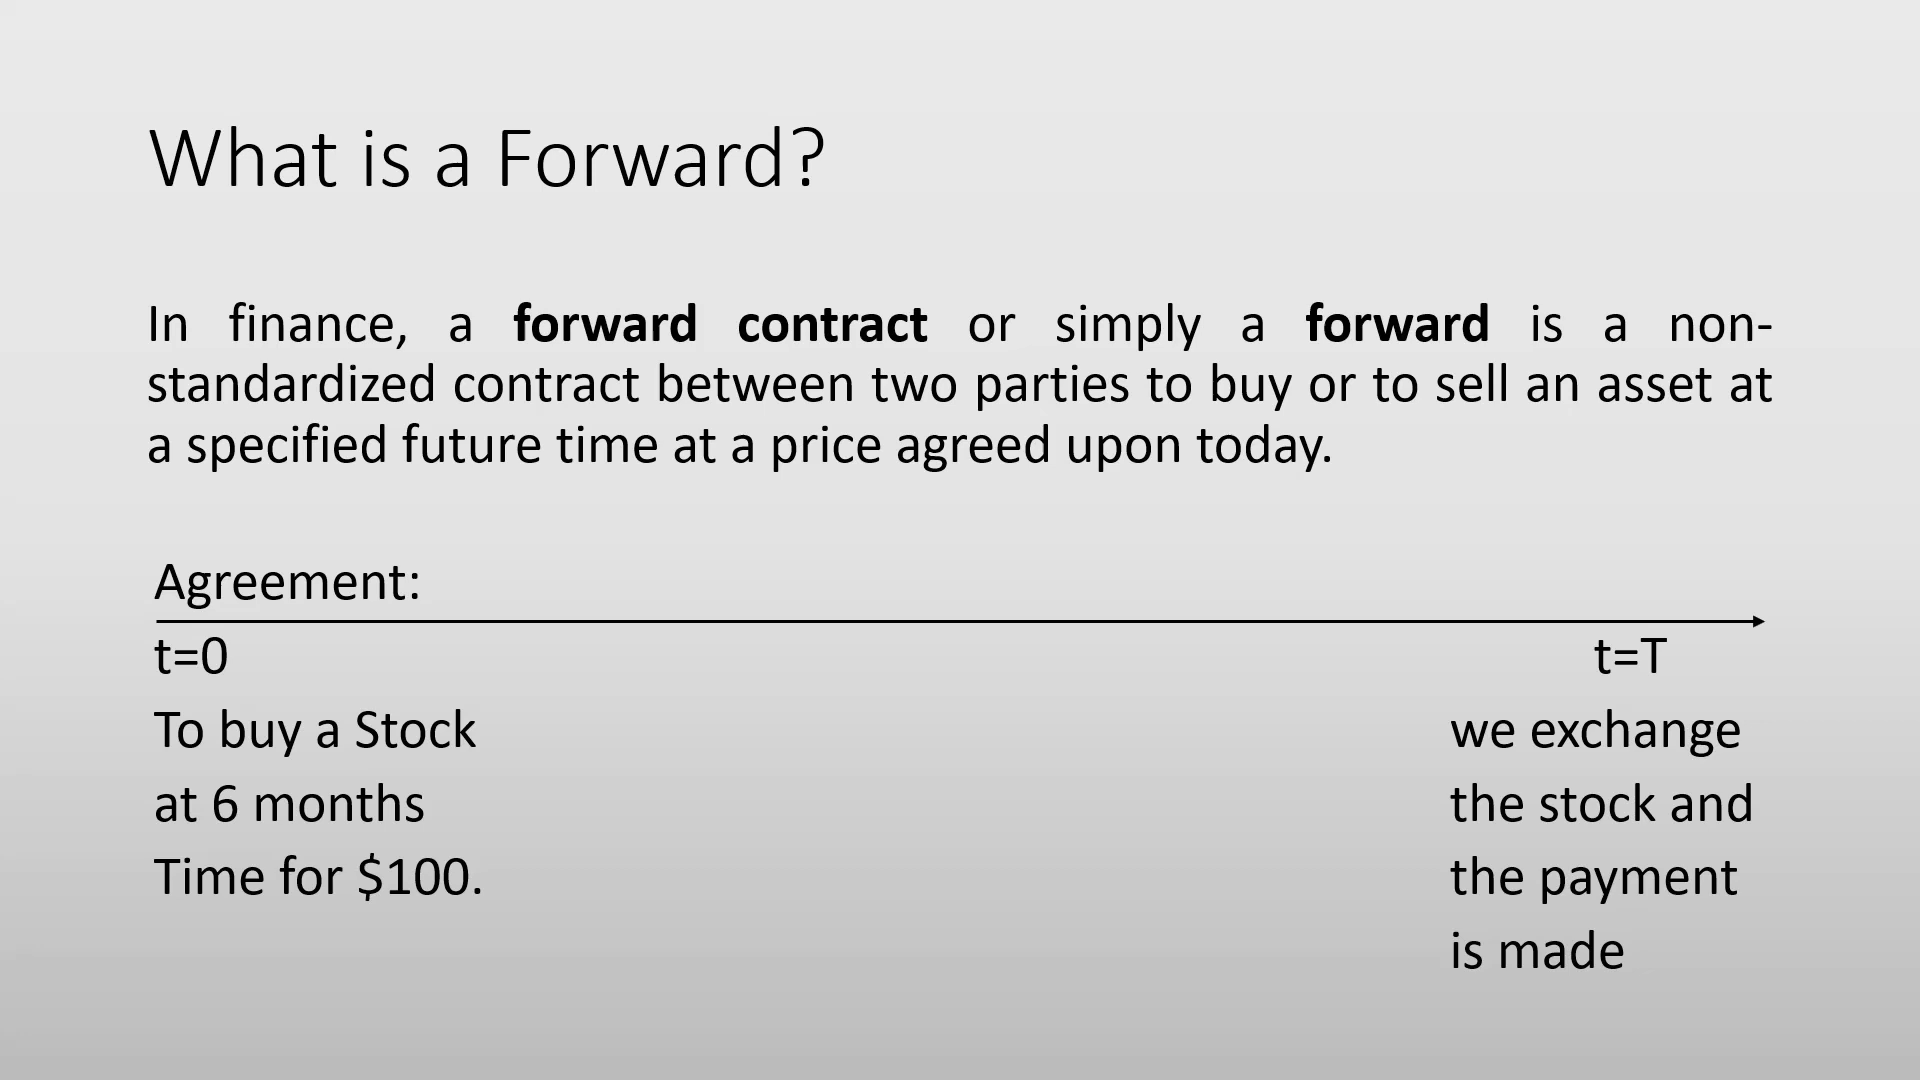 What is a Forward?
In finance, a forward contract or simply a forward is a non-
standardized contract between two parties to buy or to sell an asset at
a specified future time at a price agreed upon today.
Agreement:
t=0 t=T
To buy a Stock we exchange
at 6 months the stock and
Time for $100. the payment
is made